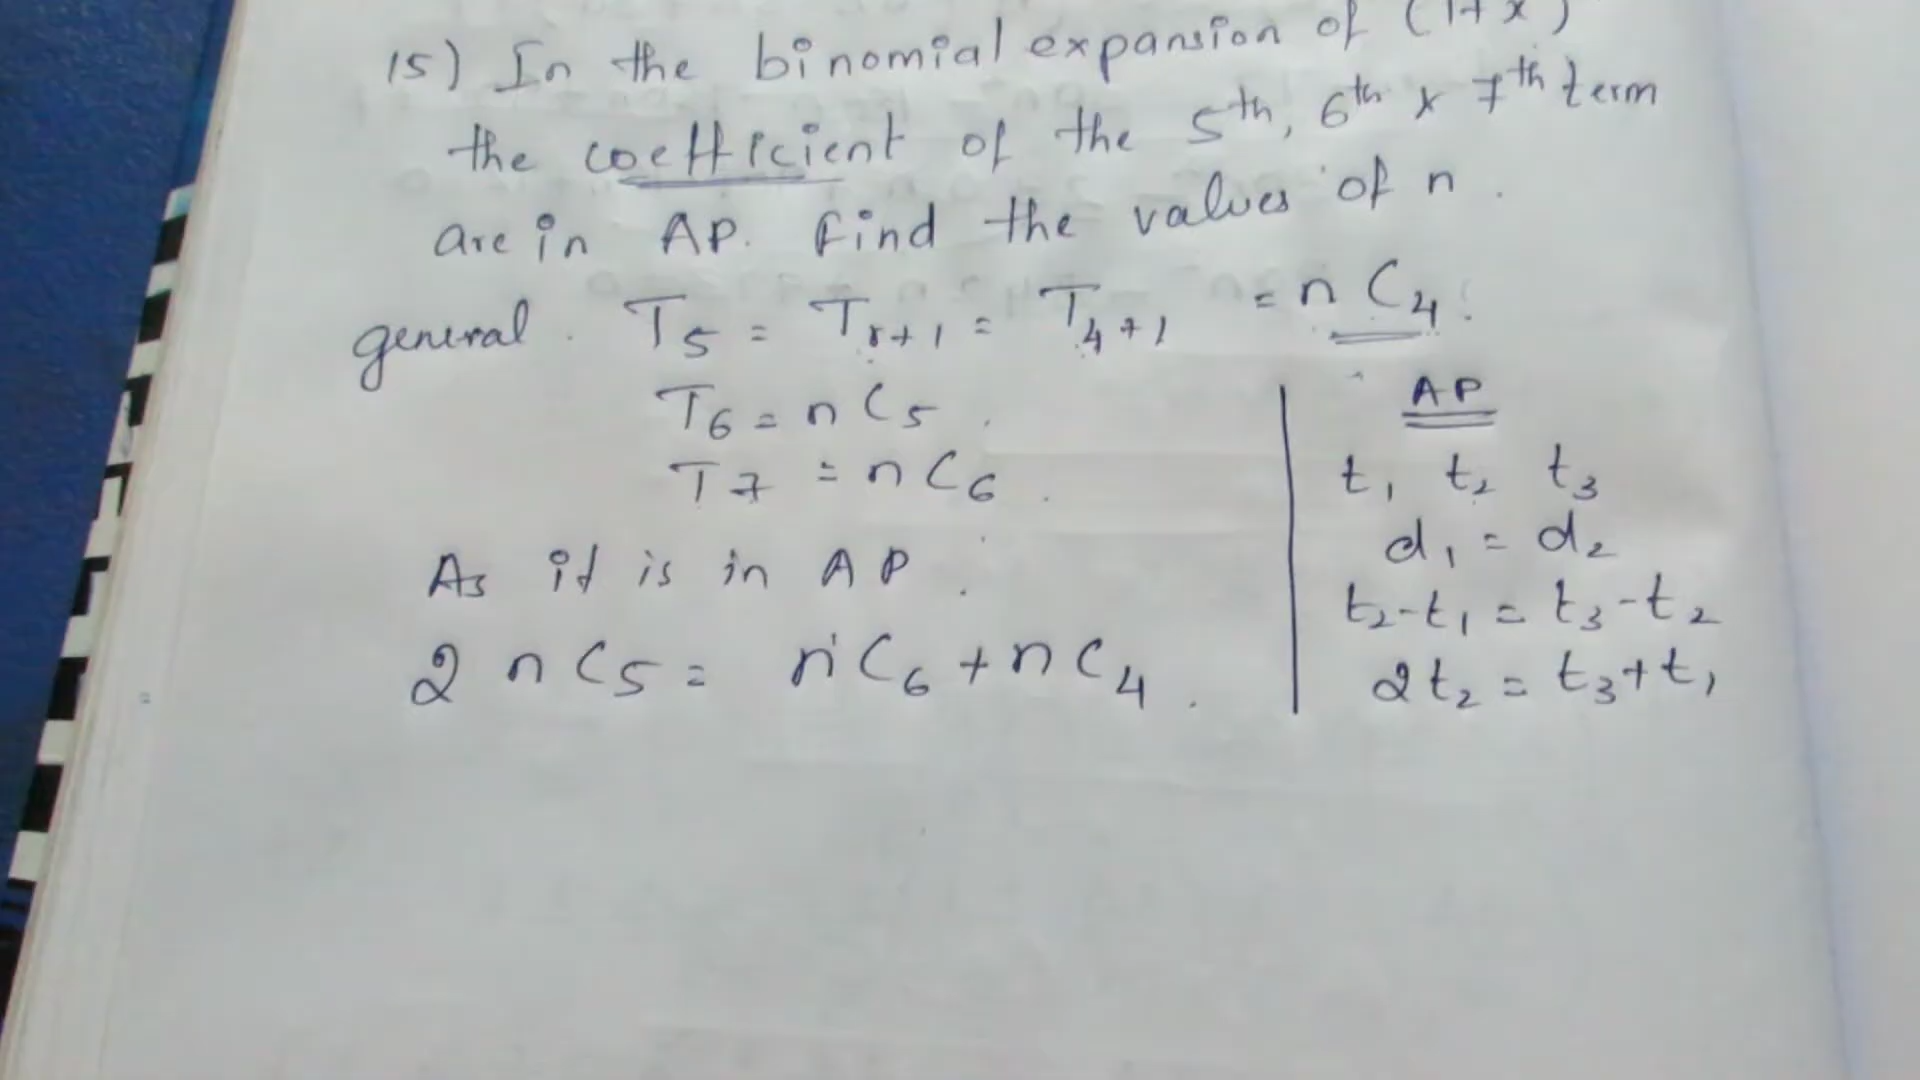 15) In the binomial expansion of (1+x)
the coefficient of the 5th, 6th & 7th term
are in AP. find the values of n.
general. T5 = Tr+1 = T4+1 = nC4.
T6 = nC5.
T7 = nC6.
As it is in AP.
2 nC5 = nC6 + nC4.
AP
t1 t2 t3
d1 = d2
t2-t1 = t3-t2
2t2 = t3+t1